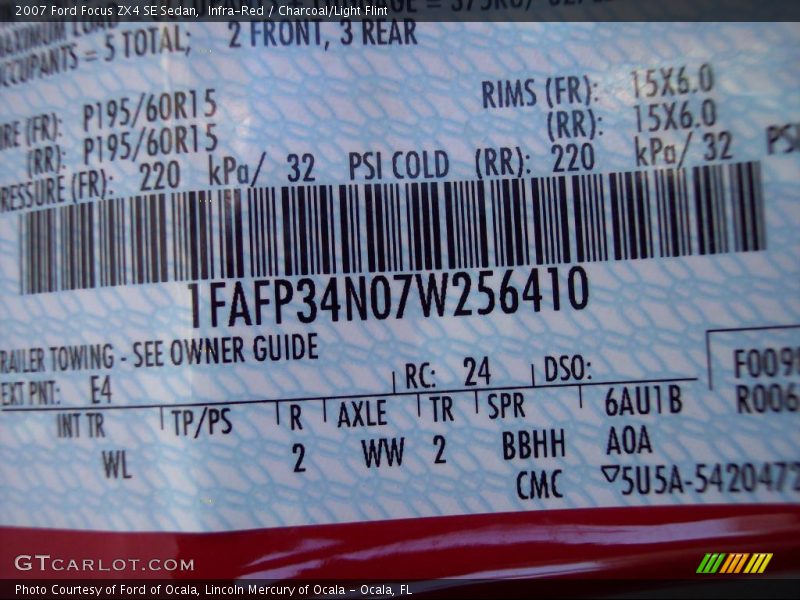 2007 Ford Focus ZX4 SE Sedan, Infra-Red / Charcoal/Light Flint
OCCUPANTS = 5 TOTAL; 2 FRONT, 3 REAR
(FR): P195/60R15 RIMS (FR): 15X6.0
(RR): P195/60R15 (RR): 15X6.0
RESSURE (FR): 220 kPa/ 32 PSI COLD (RR): 220 kPa/ 32 PSI
1FAFP34N07W256410
RAILER TOWING - SEE OWNER GUIDE
EXT PNT: E4 RC: 24 DSO:
INT TR TP/PS R AXLE TR SPR 6AU1B
WL 2 WW 2 BBHH A0A
CMC ▽5U5A-5420472
F009
R006
GTCARLOT.COM
Photo Courtesy of Ford of Ocala, Lincoln Mercury of Ocala - Ocala, FL